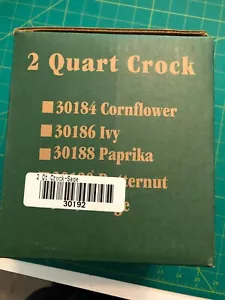 2 Quart Crock
30184 Cornflower
30186 Ivy
30188 Paprika
2 Qt Crock-Sage
30192